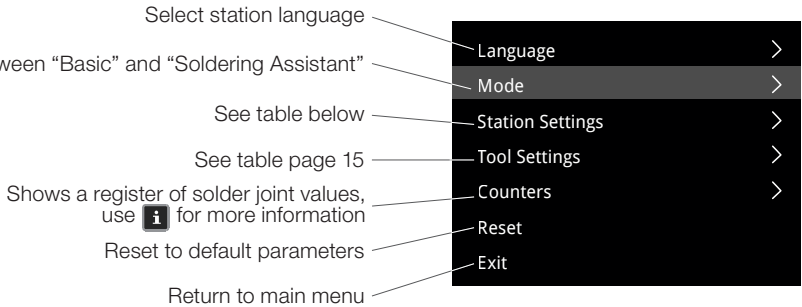 Select station language
“Basic” and “Soldering Assistant”
See table below
See table page 15
Shows a register of solder joint values,
use i for more information
Reset to default parameters
Return to main menu
Language
Mode
Station Settings
Tool Settings
Counters
Reset
Exit